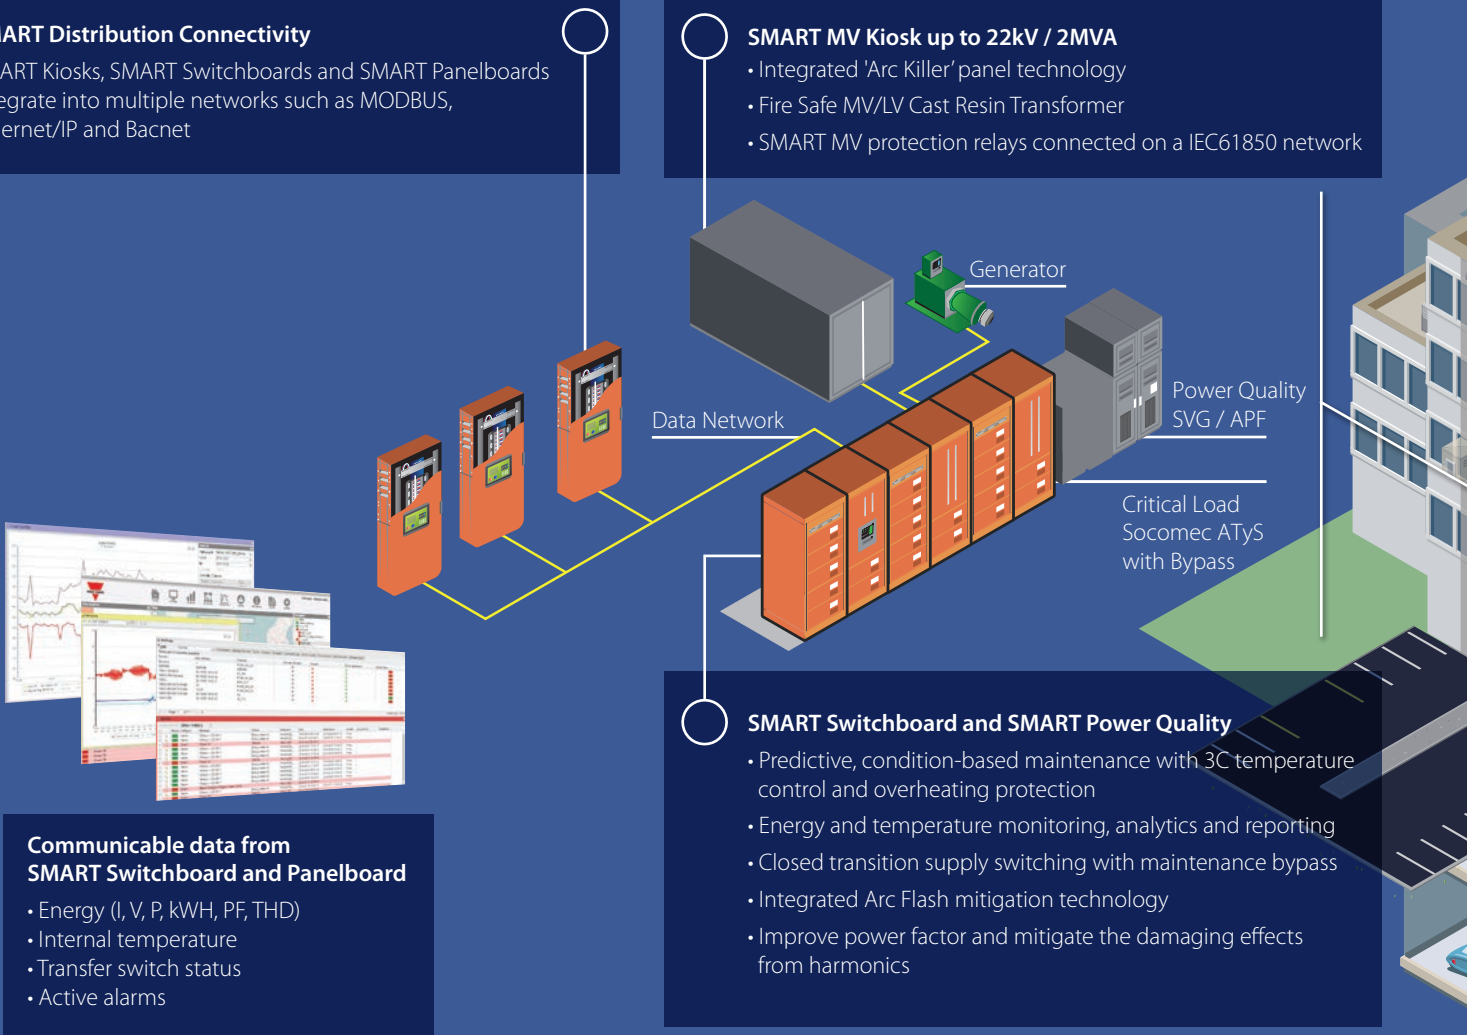 ART Distribution Connectivity
ART Kiosks, SMART Switchboards and SMART Panelboards
egrate into multiple networks such as MODBUS,
ernet/IP and Bacnet
SMART MV Kiosk up to 22kV / 2MVA
• Integrated 'Arc Killer' panel technology
• Fire Safe MV/LV Cast Resin Transformer
• SMART MV protection relays connected on a IEC61850 network
Generator
Data Network
Power Quality
SVG / APF
Critical Load
Socomec ATyS
with Bypass
SMART Switchboard and SMART Power Quality
• Predictive, condition-based maintenance with 3C temperature
control and overheating protection
• Energy and temperature monitoring, analytics and reporting
• Closed transition supply switching with maintenance bypass
• Integrated Arc Flash mitigation technology
• Improve power factor and mitigate the damaging effects
from harmonics
Communicable data from
SMART Switchboard and Panelboard
• Energy (I, V, P, kWH, PF, THD)
• Internal temperature
• Transfer switch status
• Active alarms